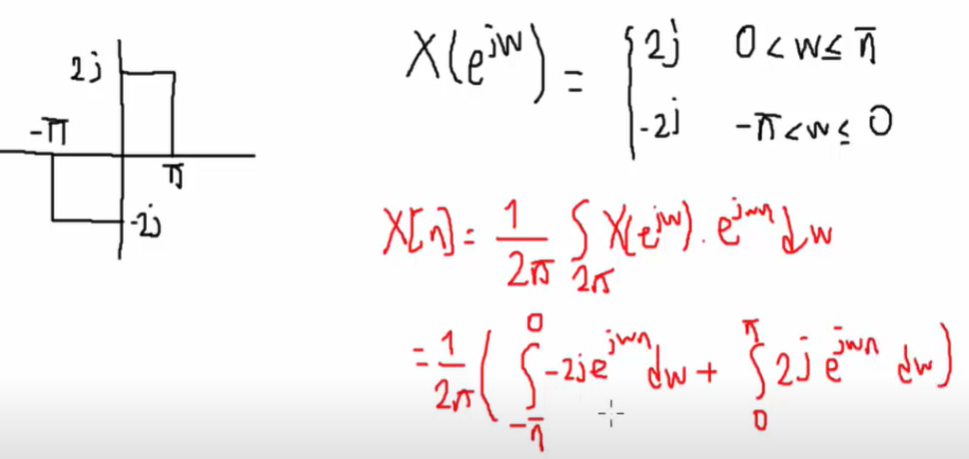 2j
-π
π
-2j
X(e^{jw}) = { 2j 0 < w ≤ π
-2j -π < w ≤ 0
X[n] = 1/2π ∫_{2π} X(e^{jw}) . e^{jwn} dw
= 1/2π ( ∫_{-π}^{0} -2j e^{jwn} dw + ∫_{0}^{π} 2j e^{jwn} dw )